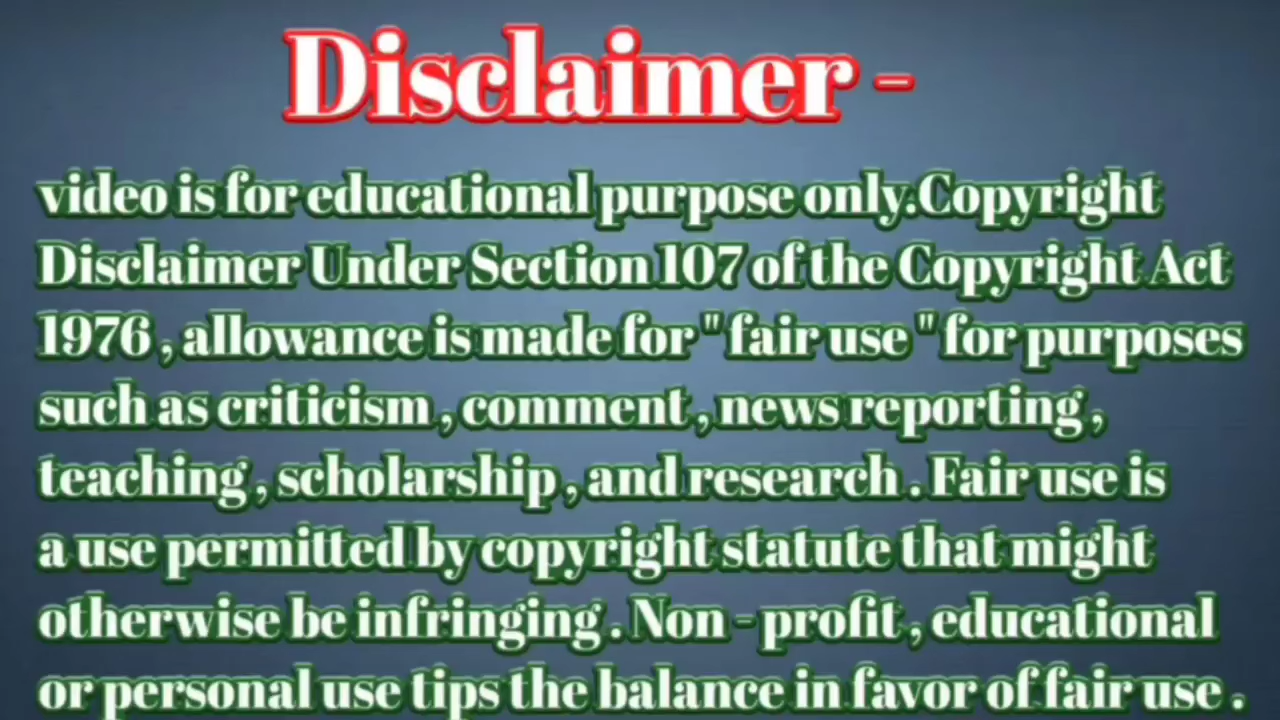 Disclaimer -
video is for educational purpose only.Copyright
Disclaimer Under Section 107 of the Copyright Act
1976 , allowance is made for " fair use " for purposes
such as criticism , comment , news reporting ,
teaching , scholarship , and research . Fair use is
a use permitted by copyright statute that might
otherwise be infringing . Non - profit , educational
or personal use tips the balance in favor of fair use .